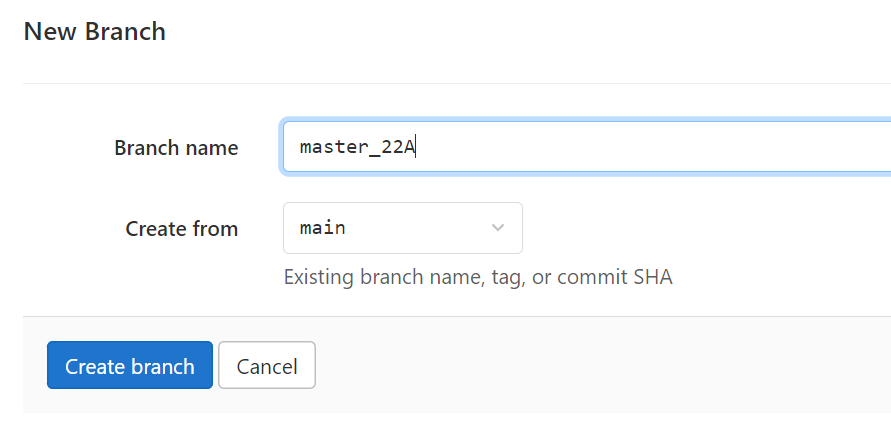 New Branch
Branch name
master_22A
Create from
main
Existing branch name, tag, or commit SHA
Create branch
Cancel